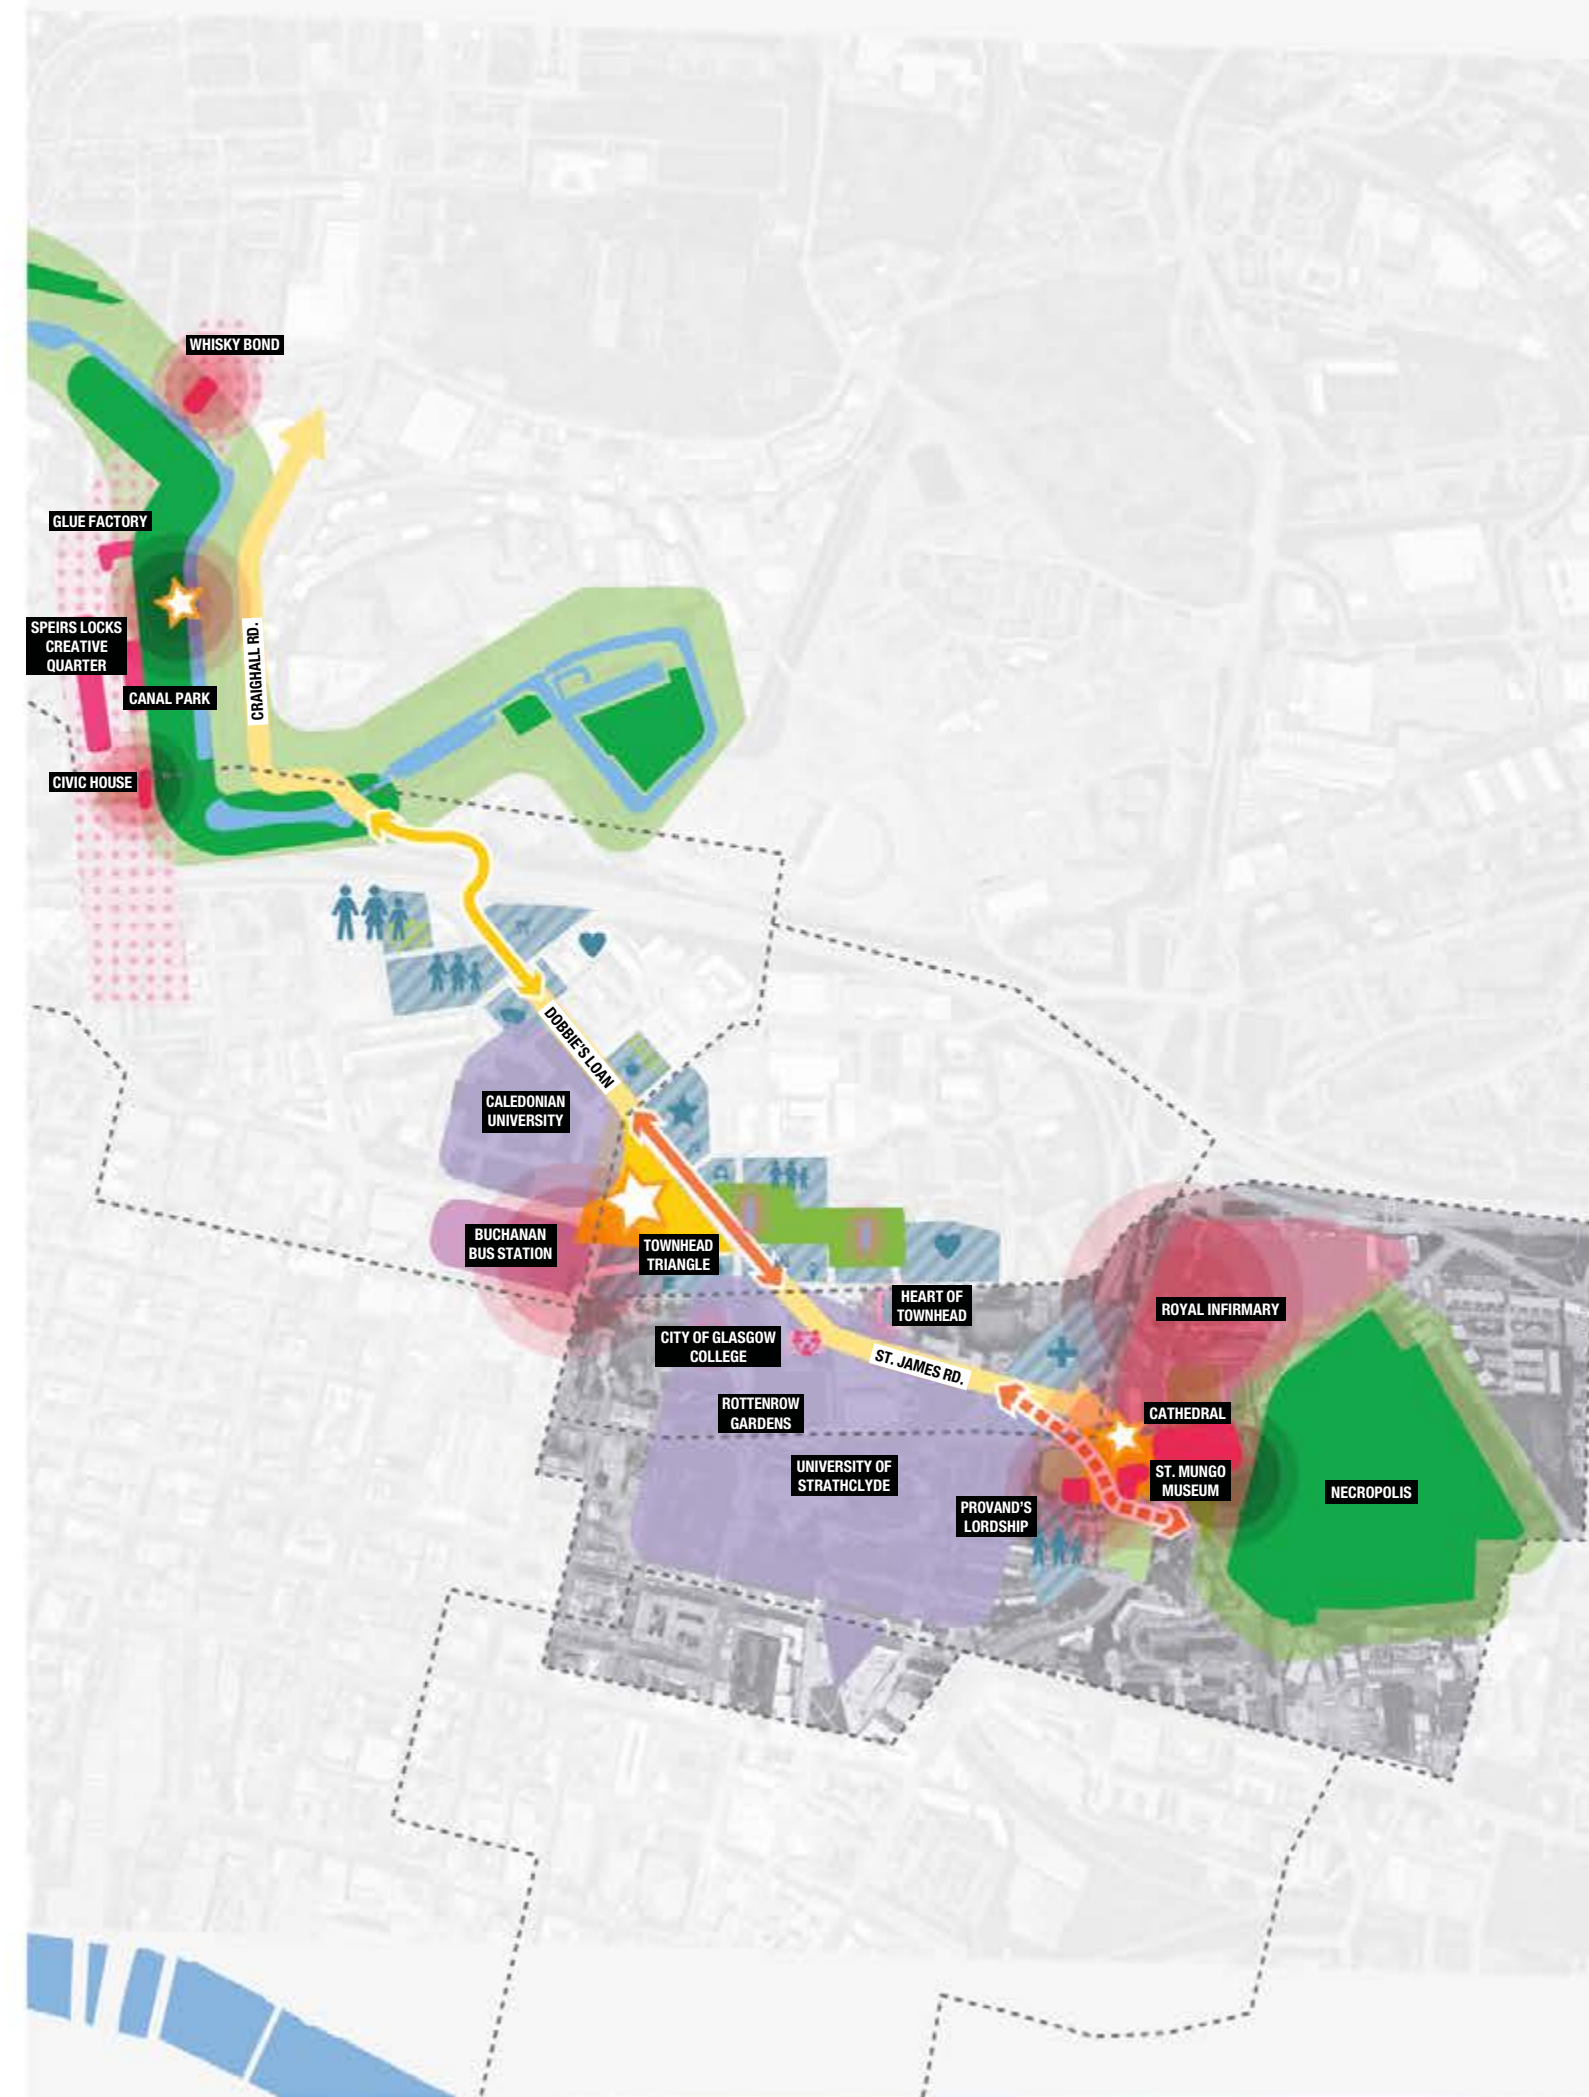 WHISKY BOND
GLUE FACTORY
SPEIRS LOCKS
CREATIVE
QUARTER
CRAIGHALL RD.
CANAL PARK
CIVIC HOUSE
DOBBIE'S LOAN
CALEDONIAN
UNIVERSITY
BUCHANAN
BUS STATION
TOWNHEAD
TRIANGLE
HEART OF
TOWNHEAD
ROYAL INFIRMARY
CITY OF GLASGOW
COLLEGE
ST. JAMES RD.
ROTTENROW
GARDENS
CATHEDRAL
UNIVERSITY OF
STRATHCLYDE
ST. MUNGO
MUSEUM
PROVAND'S
LORDSHIP
NECROPOLIS